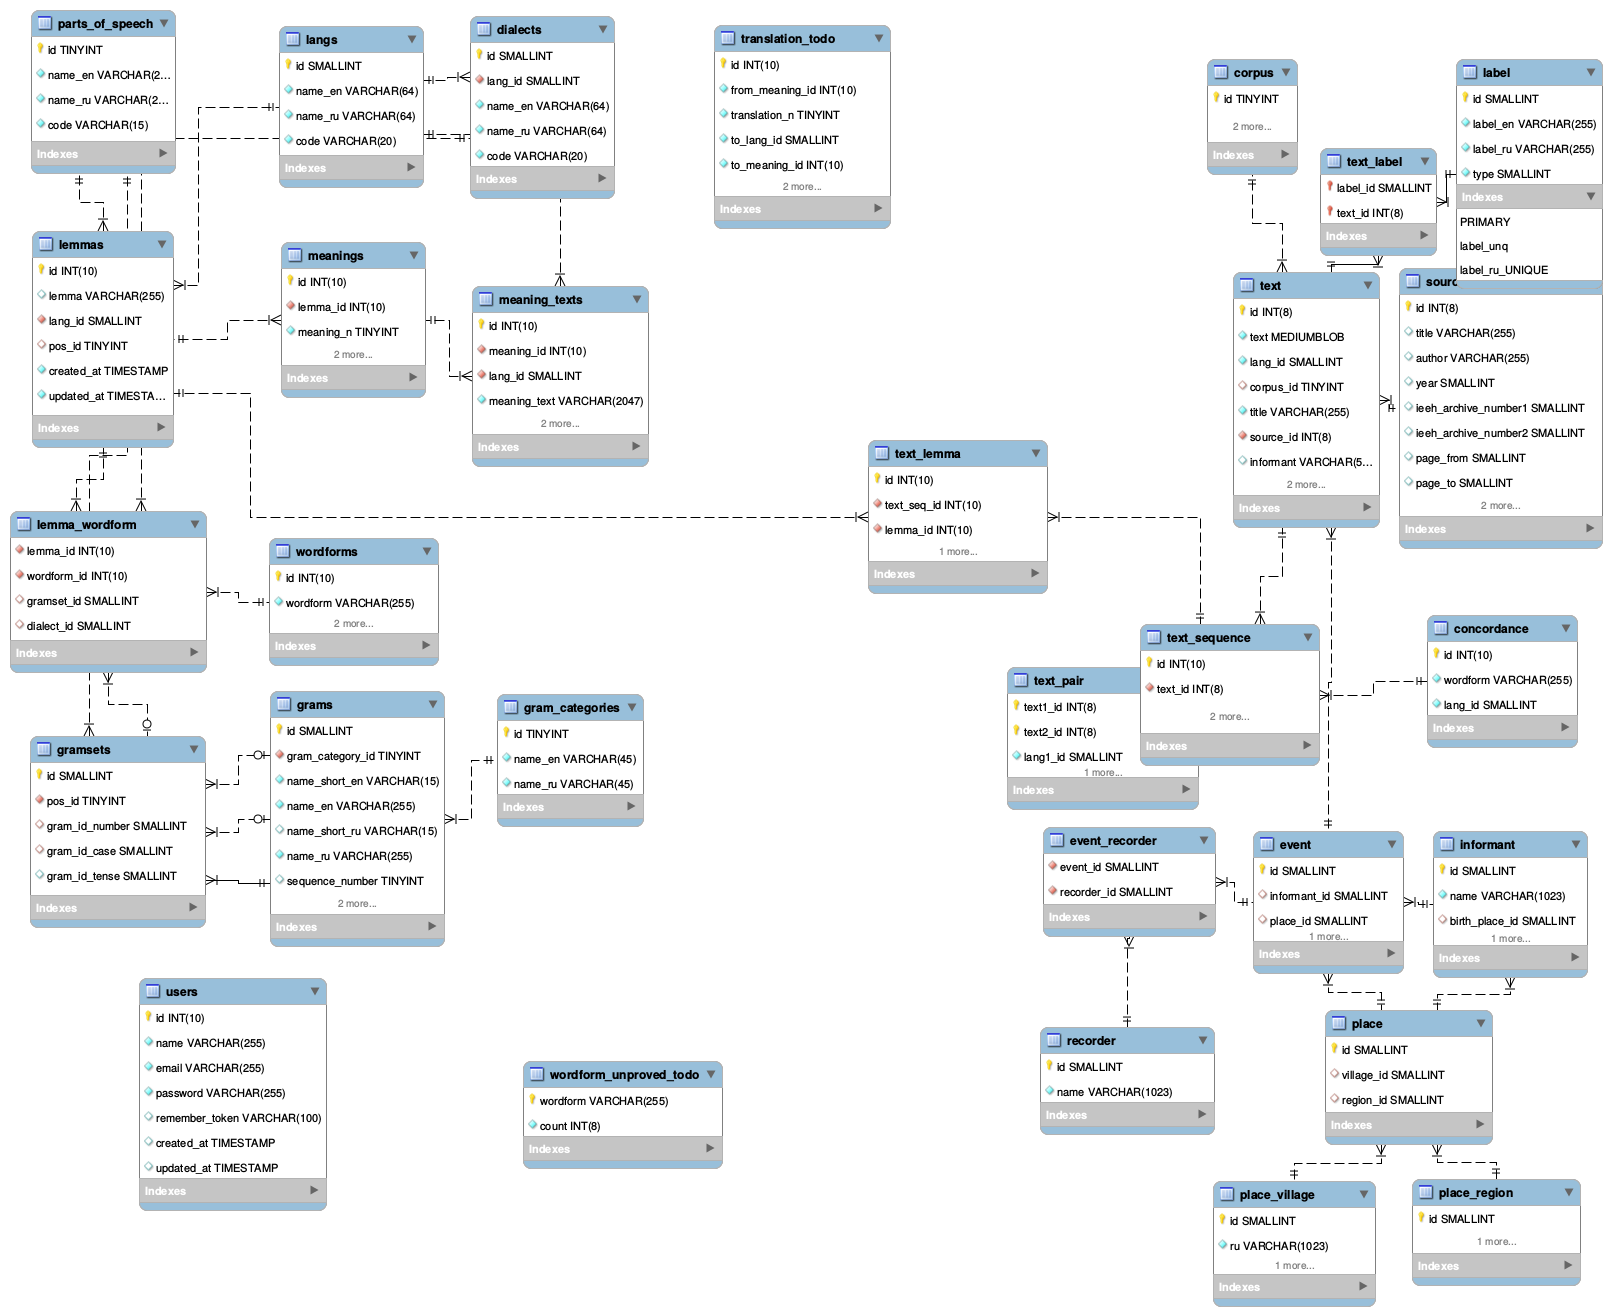 parts_of_speech
id TINYINT
name_en VARCHAR(2...
name_ru VARCHAR(2...
code VARCHAR(15)
Indexes
langs
id SMALLINT
name_en VARCHAR(64)
name_ru VARCHAR(64)
code VARCHAR(20)
Indexes
dialects
id SMALLINT
lang_id SMALLINT
name_en VARCHAR(64)
name_ru VARCHAR(64)
code VARCHAR(20)
Indexes
translation_todo
id INT(10)
from_meaning_id INT(10)
translation_n TINYINT
to_lang_id SMALLINT
to_meaning_id INT(10)
2 more...
Indexes
corpus
id TINYINT
2 more...
Indexes
label
id SMALLINT
label_en VARCHAR(255)
label_ru VARCHAR(255)
type SMALLINT
Indexes
PRIMARY
label_unq
label_ru_UNIQUE
text_label
label_id SMALLINT
text_id INT(8)
Indexes
lemmas
id INT(10)
lemma VARCHAR(255)
lang_id SMALLINT
pos_id TINYINT
created_at TIMESTAMP
updated_at TIMESTA...
Indexes
meanings
id INT(10)
lemma_id INT(10)
meaning_n TINYINT
2 more...
Indexes
meaning_texts
id INT(10)
meaning_id INT(10)
lang_id SMALLINT
meaning_text VARCHAR(2047)
2 more...
Indexes
text
id INT(8)
text MEDIUMBLOB
lang_id SMALLINT
corpus_id TINYINT
title VARCHAR(255)
source_id INT(8)
informant VARCHAR(5...
2 more...
Indexes
sourc
id INT(8)
title VARCHAR(255)
author VARCHAR(255)
year SMALLINT
ieeh_archive_number1 SMALLINT
ieeh_archive_number2 SMALLINT
page_from SMALLINT
page_to SMALLINT
2 more...
Indexes
text_lemma
id INT(10)
text_seq_id INT(10)
lemma_id INT(10)
1 more...
Indexes
lemma_wordform
lemma_id INT(10)
wordform_id INT(10)
gramset_id SMALLINT
dialect_id SMALLINT
Indexes
wordforms
id INT(10)
wordform VARCHAR(255)
2 more...
Indexes
text_sequence
id INT(10)
text_id INT(8)
2 more...
Indexes
concordance
id INT(10)
wordform VARCHAR(255)
lang_id SMALLINT
Indexes
text_pair
text1_id INT(8)
text2_id INT(8)
lang1_id SMALLINT
1 more...
Indexes
gramsets
id SMALLINT
pos_id TINYINT
gram_id_number SMALLINT
gram_id_case SMALLINT
gram_id_tense SMALLINT
Indexes
grams
id SMALLINT
gram_category_id TINYINT
name_short_en VARCHAR(15)
name_en VARCHAR(255)
name_short_ru VARCHAR(15)
name_ru VARCHAR(255)
sequence_number TINYINT
2 more...
Indexes
gram_categories
id TINYINT
name_en VARCHAR(45)
name_ru VARCHAR(45)
Indexes
event_recorder
event_id SMALLINT
recorder_id SMALLINT
Indexes
event
id SMALLINT
informant_id SMALLINT
place_id SMALLINT
1 more...
Indexes
informant
id SMALLINT
name VARCHAR(1023)
birth_place_id SMALLINT
1 more...
Indexes
users
id INT(10)
name VARCHAR(255)
email VARCHAR(255)
password VARCHAR(255)
remember_token VARCHAR(100)
created_at TIMESTAMP
updated_at TIMESTAMP
Indexes
wordform_unproved_todo
wordform VARCHAR(255)
count INT(8)
Indexes
recorder
id SMALLINT
name VARCHAR(1023)
Indexes
place
id SMALLINT
village_id SMALLINT
region_id SMALLINT
Indexes
place_village
id SMALLINT
ru VARCHAR(1023)
1 more...
Indexes
place_region
id SMALLINT
1 more...
Indexes